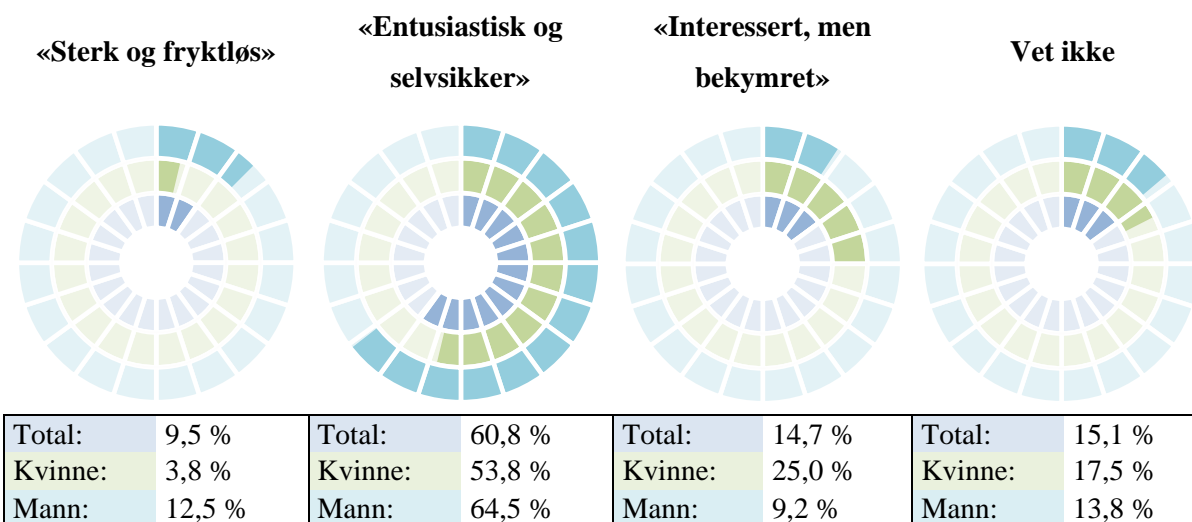 «Sterk og fryktløs»
«Entusiastisk og
selvsikker»
«Interessert, men
bekymret»
Vet ikke
Total: 9,5 % Total: 60,8 % Total: 14,7 % Total: 15,1 %
Kvinne: 3,8 % Kvinne: 53,8 % Kvinne: 25,0 % Kvinne: 17,5 %
Mann: 12,5 % Mann: 64,5 % Mann: 9,2 % Mann: 13,8 %